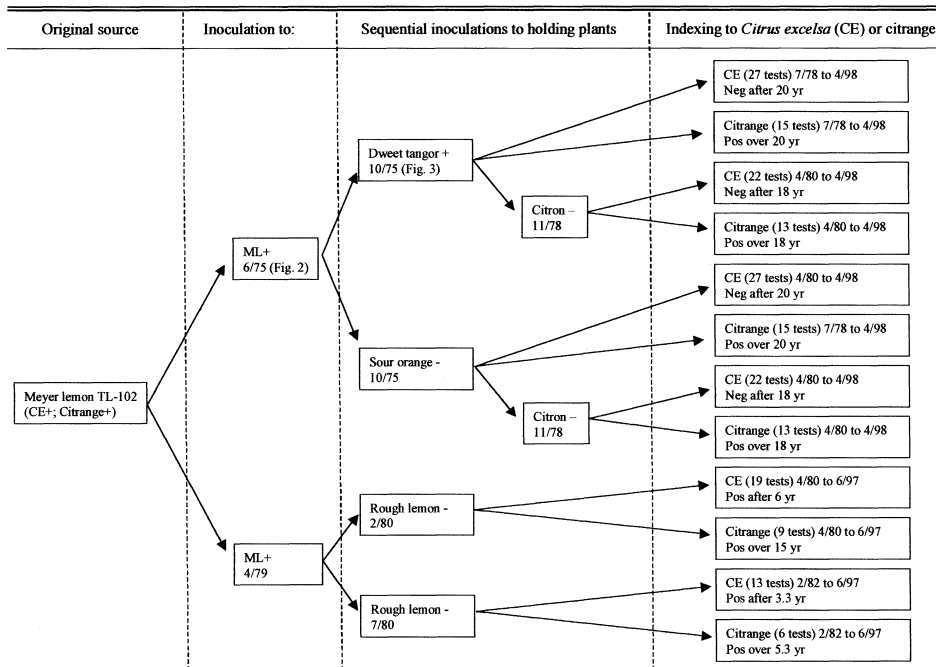 Original source
Inoculation to:
Sequential inoculations to holding plants
Indexing to Citrus excelsa (CE) or citrange
Meyer lemon TL-102
(CE+; Citrange+)
ML+
6/75 (Fig. 2)
ML+
4/79
Dweet tangor +
10/75 (Fig. 3)
Citron –
11/78
Sour orange -
10/75
Citron –
11/78
Rough lemon -
2/80
Rough lemon -
7/80
CE (27 tests) 7/78 to 4/98
Neg after 20 yr
Citrange (15 tests) 7/78 to 4/98
Pos over 20 yr
CE (22 tests) 4/80 to 4/98
Neg after 18 yr
Citrange (13 tests) 4/80 to 4/98
Pos over 18 yr
CE (27 tests) 4/80 to 4/98
Neg after 20 yr
Citrange (15 tests) 7/78 to 4/98
Pos over 20 yr
CE (22 tests) 4/80 to 4/98
Neg after 18 yr
Citrange (13 tests) 4/80 to 4/98
Pos over 18 yr
CE (19 tests) 4/80 to 6/97
Pos after 6 yr
Citrange (9 tests) 4/80 to 6/97
Pos over 15 yr
CE (13 tests) 2/82 to 6/97
Pos after 3.3 yr
Citrange (6 tests) 2/82 to 6/97
Pos over 5.3 yr